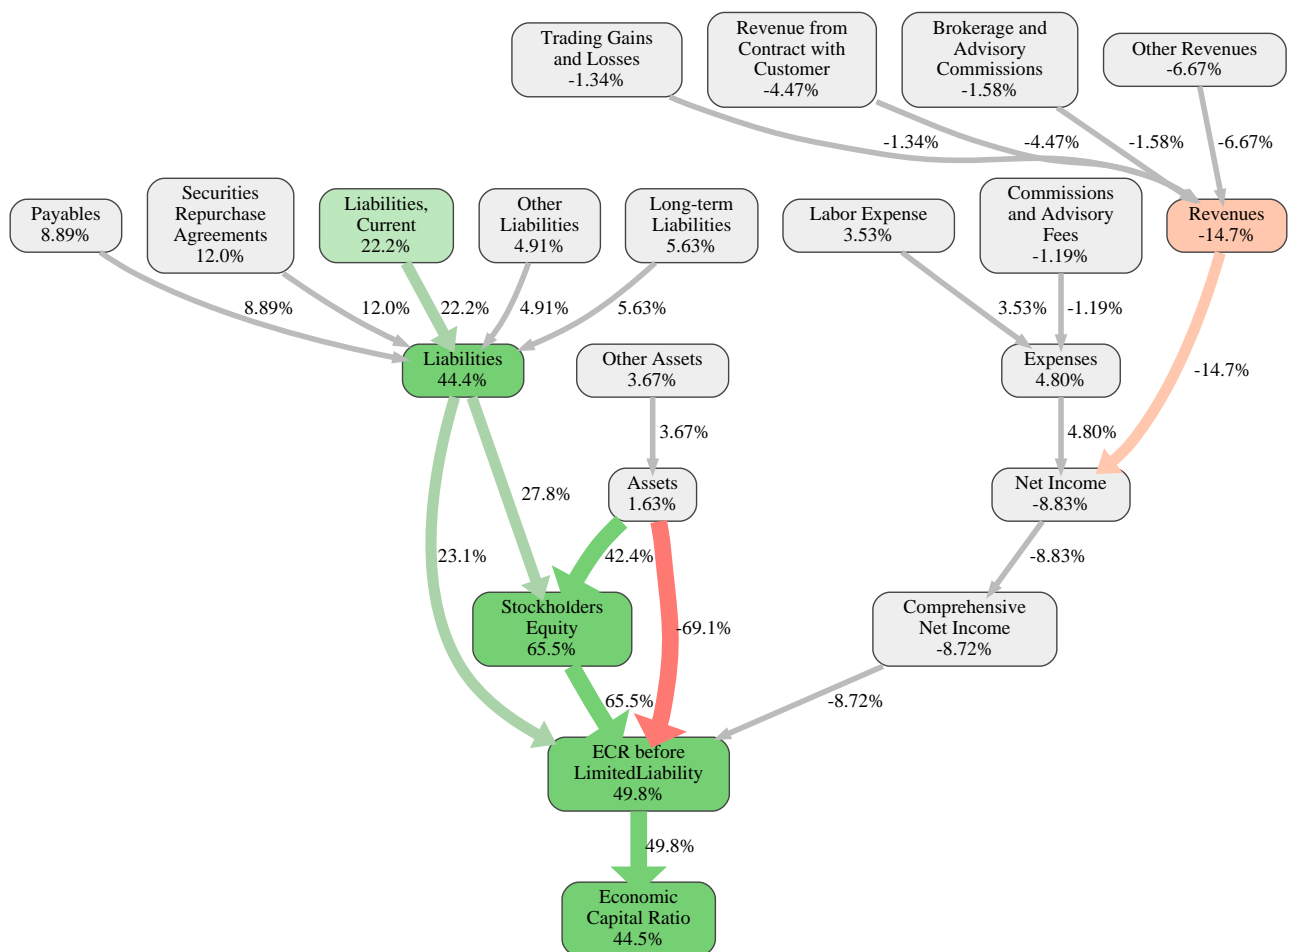 Trading Gains
and Losses
-1.34%
Revenue from
Contract with
Customer
-4.47%
Brokerage and
Advisory
Commissions
-1.58%
Other Revenues
-6.67%
-1.34%
-4.47%
-1.58%
-6.67%
Payables
8.89%
Securities
Repurchase
Agreements
12.0%
Liabilities,
Current
22.2%
Other
Liabilities
4.91%
Long-term
Liabilities
5.63%
Labor Expense
3.53%
Commissions
and Advisory
Fees
-1.19%
Revenues
-14.7%
8.89%
12.0%
22.2%
4.91%
5.63%
3.53%
-1.19%
-14.7%
Liabilities
44.4%
Other Assets
3.67%
Expenses
4.80%
3.67%
4.80%
Assets
1.63%
Net Income
-8.83%
27.8%
23.1%
42.4%
-8.83%
Stockholders
Equity
65.5%
-69.1%
Comprehensive
Net Income
-8.72%
65.5%
-8.72%
ECR before
LimitedLiability
49.8%
49.8%
Economic
Capital Ratio
44.5%